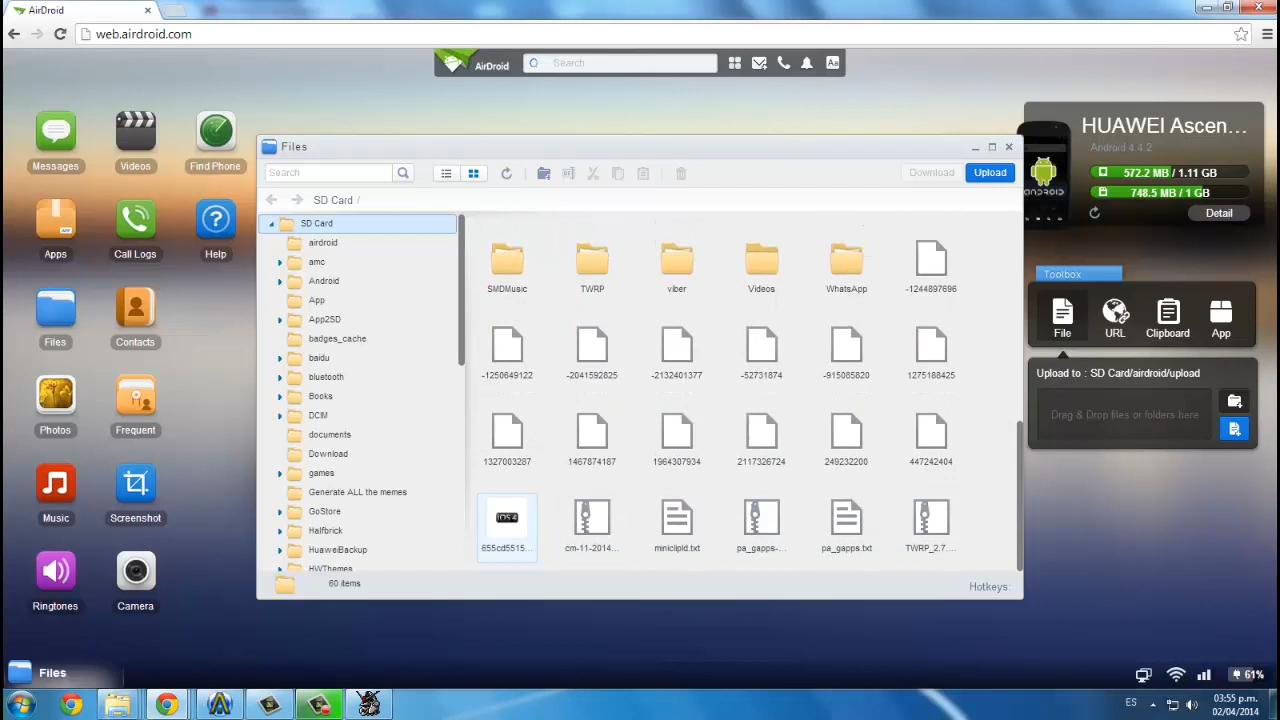 AirDroid
web.airdroid.com
AirDroid
Search
Aa
Messages
Videos
Find Phone
Apps
Call Logs
Help
Files
Contacts
Photos
Frequent
Music
Screenshot
Ringtones
Camera
Files
Search
Download
Upload
SD Card /
SD Card
airdroid
amc
Android
App
App2SD
badges_cache
baidu
bluetooth
Books
DCIM
documents
Download
games
Generate ALL the memes
GoStore
Halfbrick
HuaweiBackup
HWThemes
SMDMusic
TWRP
viber
Videos
WhatsApp
-1244897696
-1250649122
-2041592825
-2132401377
-52731874
-915085820
1275188425
1327003287
1467874187
1964307934
2117326724
249232200
447242404
iOS 4
655cd5515...
cm-11-2014...
miniclipId.txt
pa_gapps-...
pa_gapps.txt
TWRP_2.7....
60 items
Hotkeys:
HUAWEI Ascen...
Android 4.4.2
572.2 MB / 1.11 GB
748.5 MB / 1 GB
Detail
ANDROID
Toolbox
File
URL
Clipboard
App
Upload to : SD Card/airdroid/upload
Drag & Drop files or folders here
Files
61%
ES
03:55 p.m.
02/04/2014